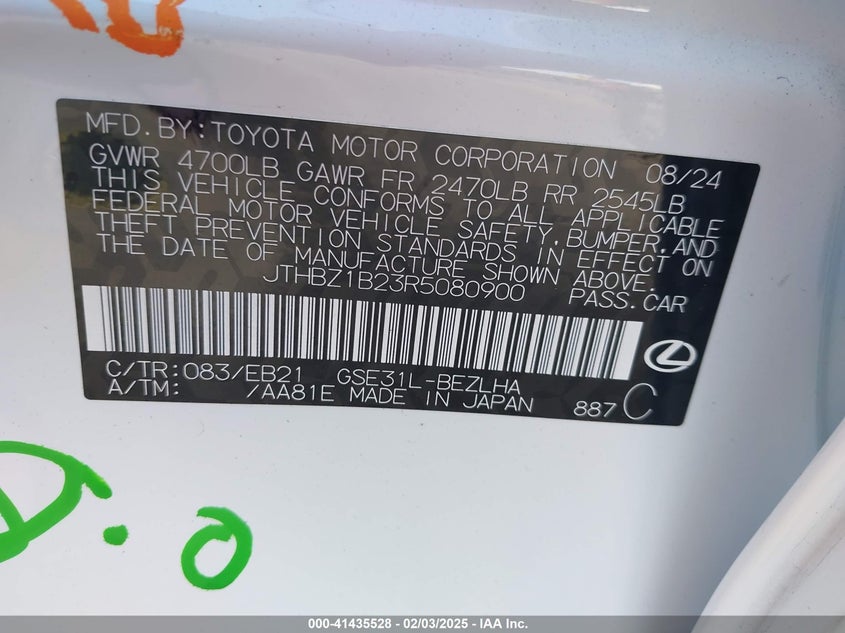 MFD.BY:TOYOTA MOTOR CORPORATION 08/24
GVWR 4700LB GAWR FR 2470LB RR 2545LB
THIS VEHICLE CONFORMS TO ALL APPLICABLE
FEDERAL MOTOR VEHICLE SAFETY,BUMPER,AND
THEFT PREVENTION STANDARDS IN EFFECT ON
THE DATE OF MANUFACTURE SHOWN ABOVE.
JTHBZ1B23R5080900 PASS.CAR
C/TR:083/EB21 GSE31L-BEZLHA
A/TM: /AA81E MADE IN JAPAN 887 C
000-41435528 - 02/03/2025 - IAA Inc.